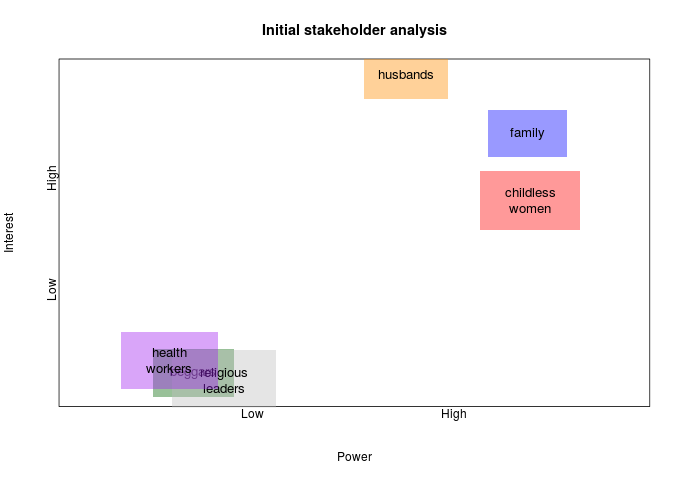 Initial stakeholder analysis
husbands
family
childless
women
High
Interest
Low
health
workers
religious
leaders
Low
High
Power